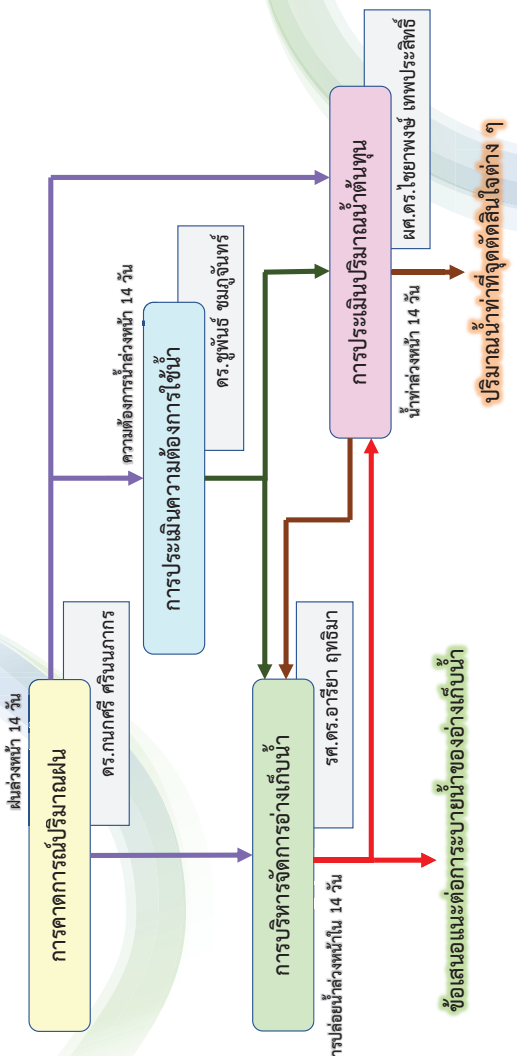 ฝนล่วงหน้า 14 วัน
การคาดการณ์ปริมาณฝน
ดร.กนกศรี ศรินนภากร
ความต้องการน้ำล่วงหน้า 14 วัน
การประเมินความต้องการใช้น้ำ
ดร.ชูพันธ์ ชมภูจันทร์
การบริหารจัดการอ่างเก็บน้ำ
รศ.ดร.อารียา ฤทธิมา
การประเมินปริมาณน้ำต้นทุน
ผศ.ดร.ไชยาพงษ์ เทพประสิทธิ์
ารปล่อยน้ำล่วงหน้าใน 14 วัน
น้ำท่าล่วงหน้า 14 วัน
ข้อเสนอแนะต่อการะบายน้ำของอ่างเก็บน้ำ
ปริมาณน้ำท่าที่จุดตัดสินใจต่าง ๆ